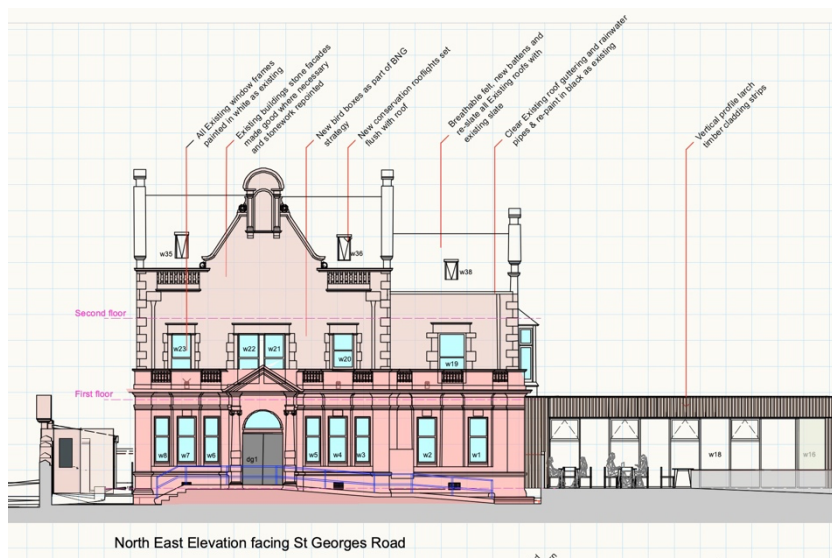 All Existing window frames
painted in white as existing
Existing buildings stone facades
made good where necessary
and stonework repointed
New bird boxes as part of BNG
strategy
New conservation rooflights set
flush with roof
Breathable felt, new battens and
re-slate all Existing roofs with
existing slate
Clear Existing roof guttering and rainwater
pipes & re-paint in black as existing
Vertical profile larch
timber cladding strips
w35
w36
w38
Second floor
w23
w22
w21
w20
w19
First floor
w8
w7
w6
dg1
w5
w4
w3
w2
w1
w18
w16
North East Elevation facing St Georges Road